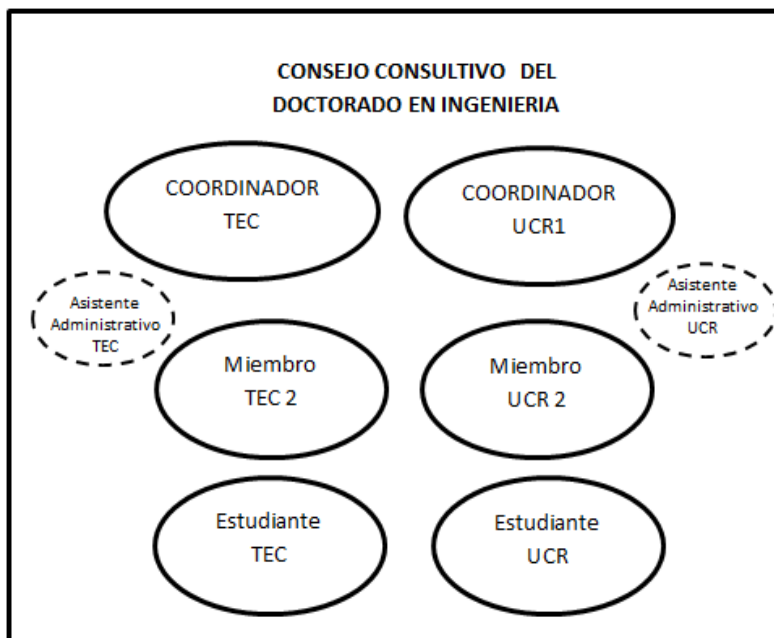 CONSEJO CONSULTIVO DEL
DOCTORADO EN INGENIERIA
COORDINADOR
TEC
COORDINADOR
UCR1
Asistente
Administrativo
TEC
Asistente
Administrativo
UCR
Miembro
TEC 2
Miembro
UCR 2
Estudiante
TEC
Estudiante
UCR